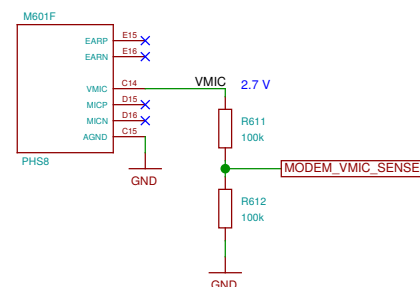 M601F
EARP E15
EARN E16
VMIC C14
MICP D15
MICN D16
AGND C15
PHS8
GND
VMIC 2.7 V
R611
100k
MODEM_VMIC_SENSE
R612
100k
GND